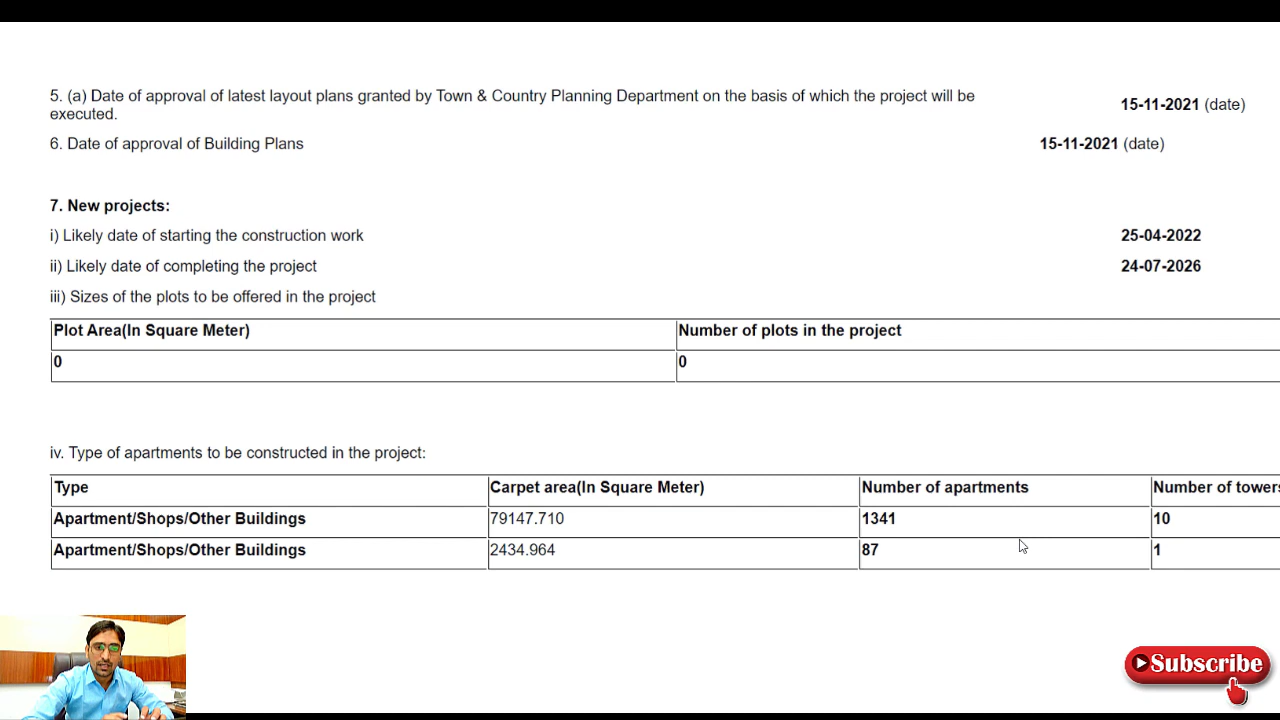 5. (a) Date of approval of latest layout plans granted by Town & Country Planning Department on the basis of which the project will be
executed.
15-11-2021 (date)
6. Date of approval of Building Plans 15-11-2021 (date)
7. New projects:
i) Likely date of starting the construction work 25-04-2022
ii) Likely date of completing the project 24-07-2026
iii) Sizes of the plots to be offered in the project
Plot Area(In Square Meter) Number of plots in the project
0 0
iv. Type of apartments to be constructed in the project:
Type Carpet area(In Square Meter) Number of apartments Number of towers
Apartment/Shops/Other Buildings 79147.710 1341 10
Apartment/Shops/Other Buildings 2434.964 87 1
Subscribe